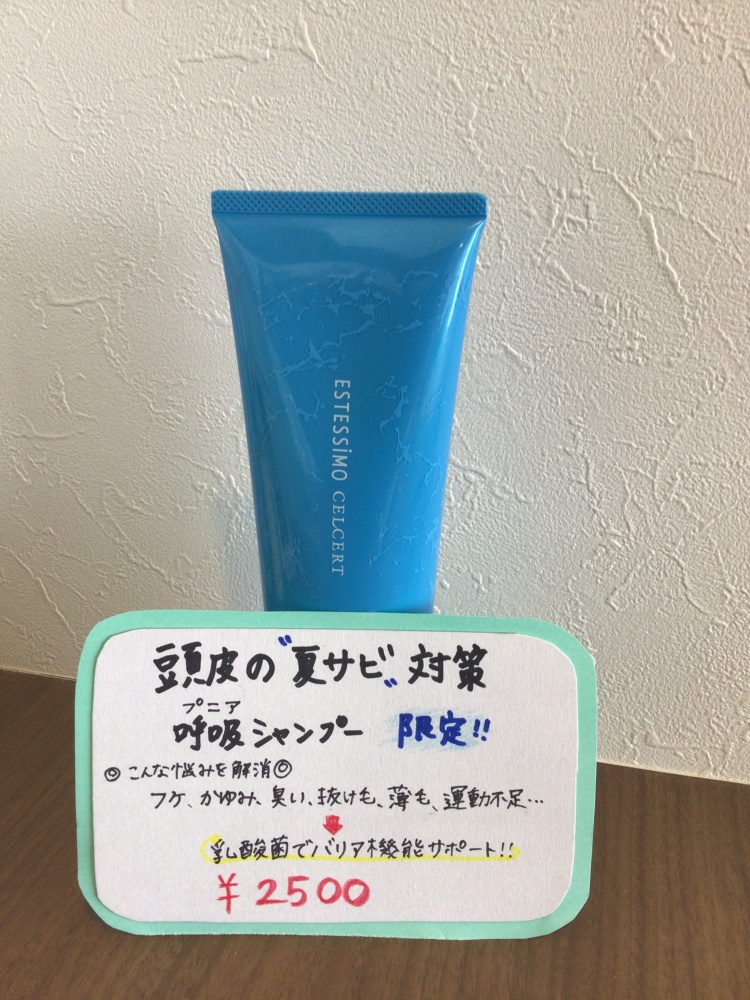 ESTESSiMO CELCERT
頭皮の"夏サビ"対策
プニア
呼吸シャンプー 限定!!
◎こんな悩みを解消◎
フケ、かゆみ、臭い、抜け毛、薄毛、運動不足…
乳酸菌でバリア機能サポート!!
¥2500